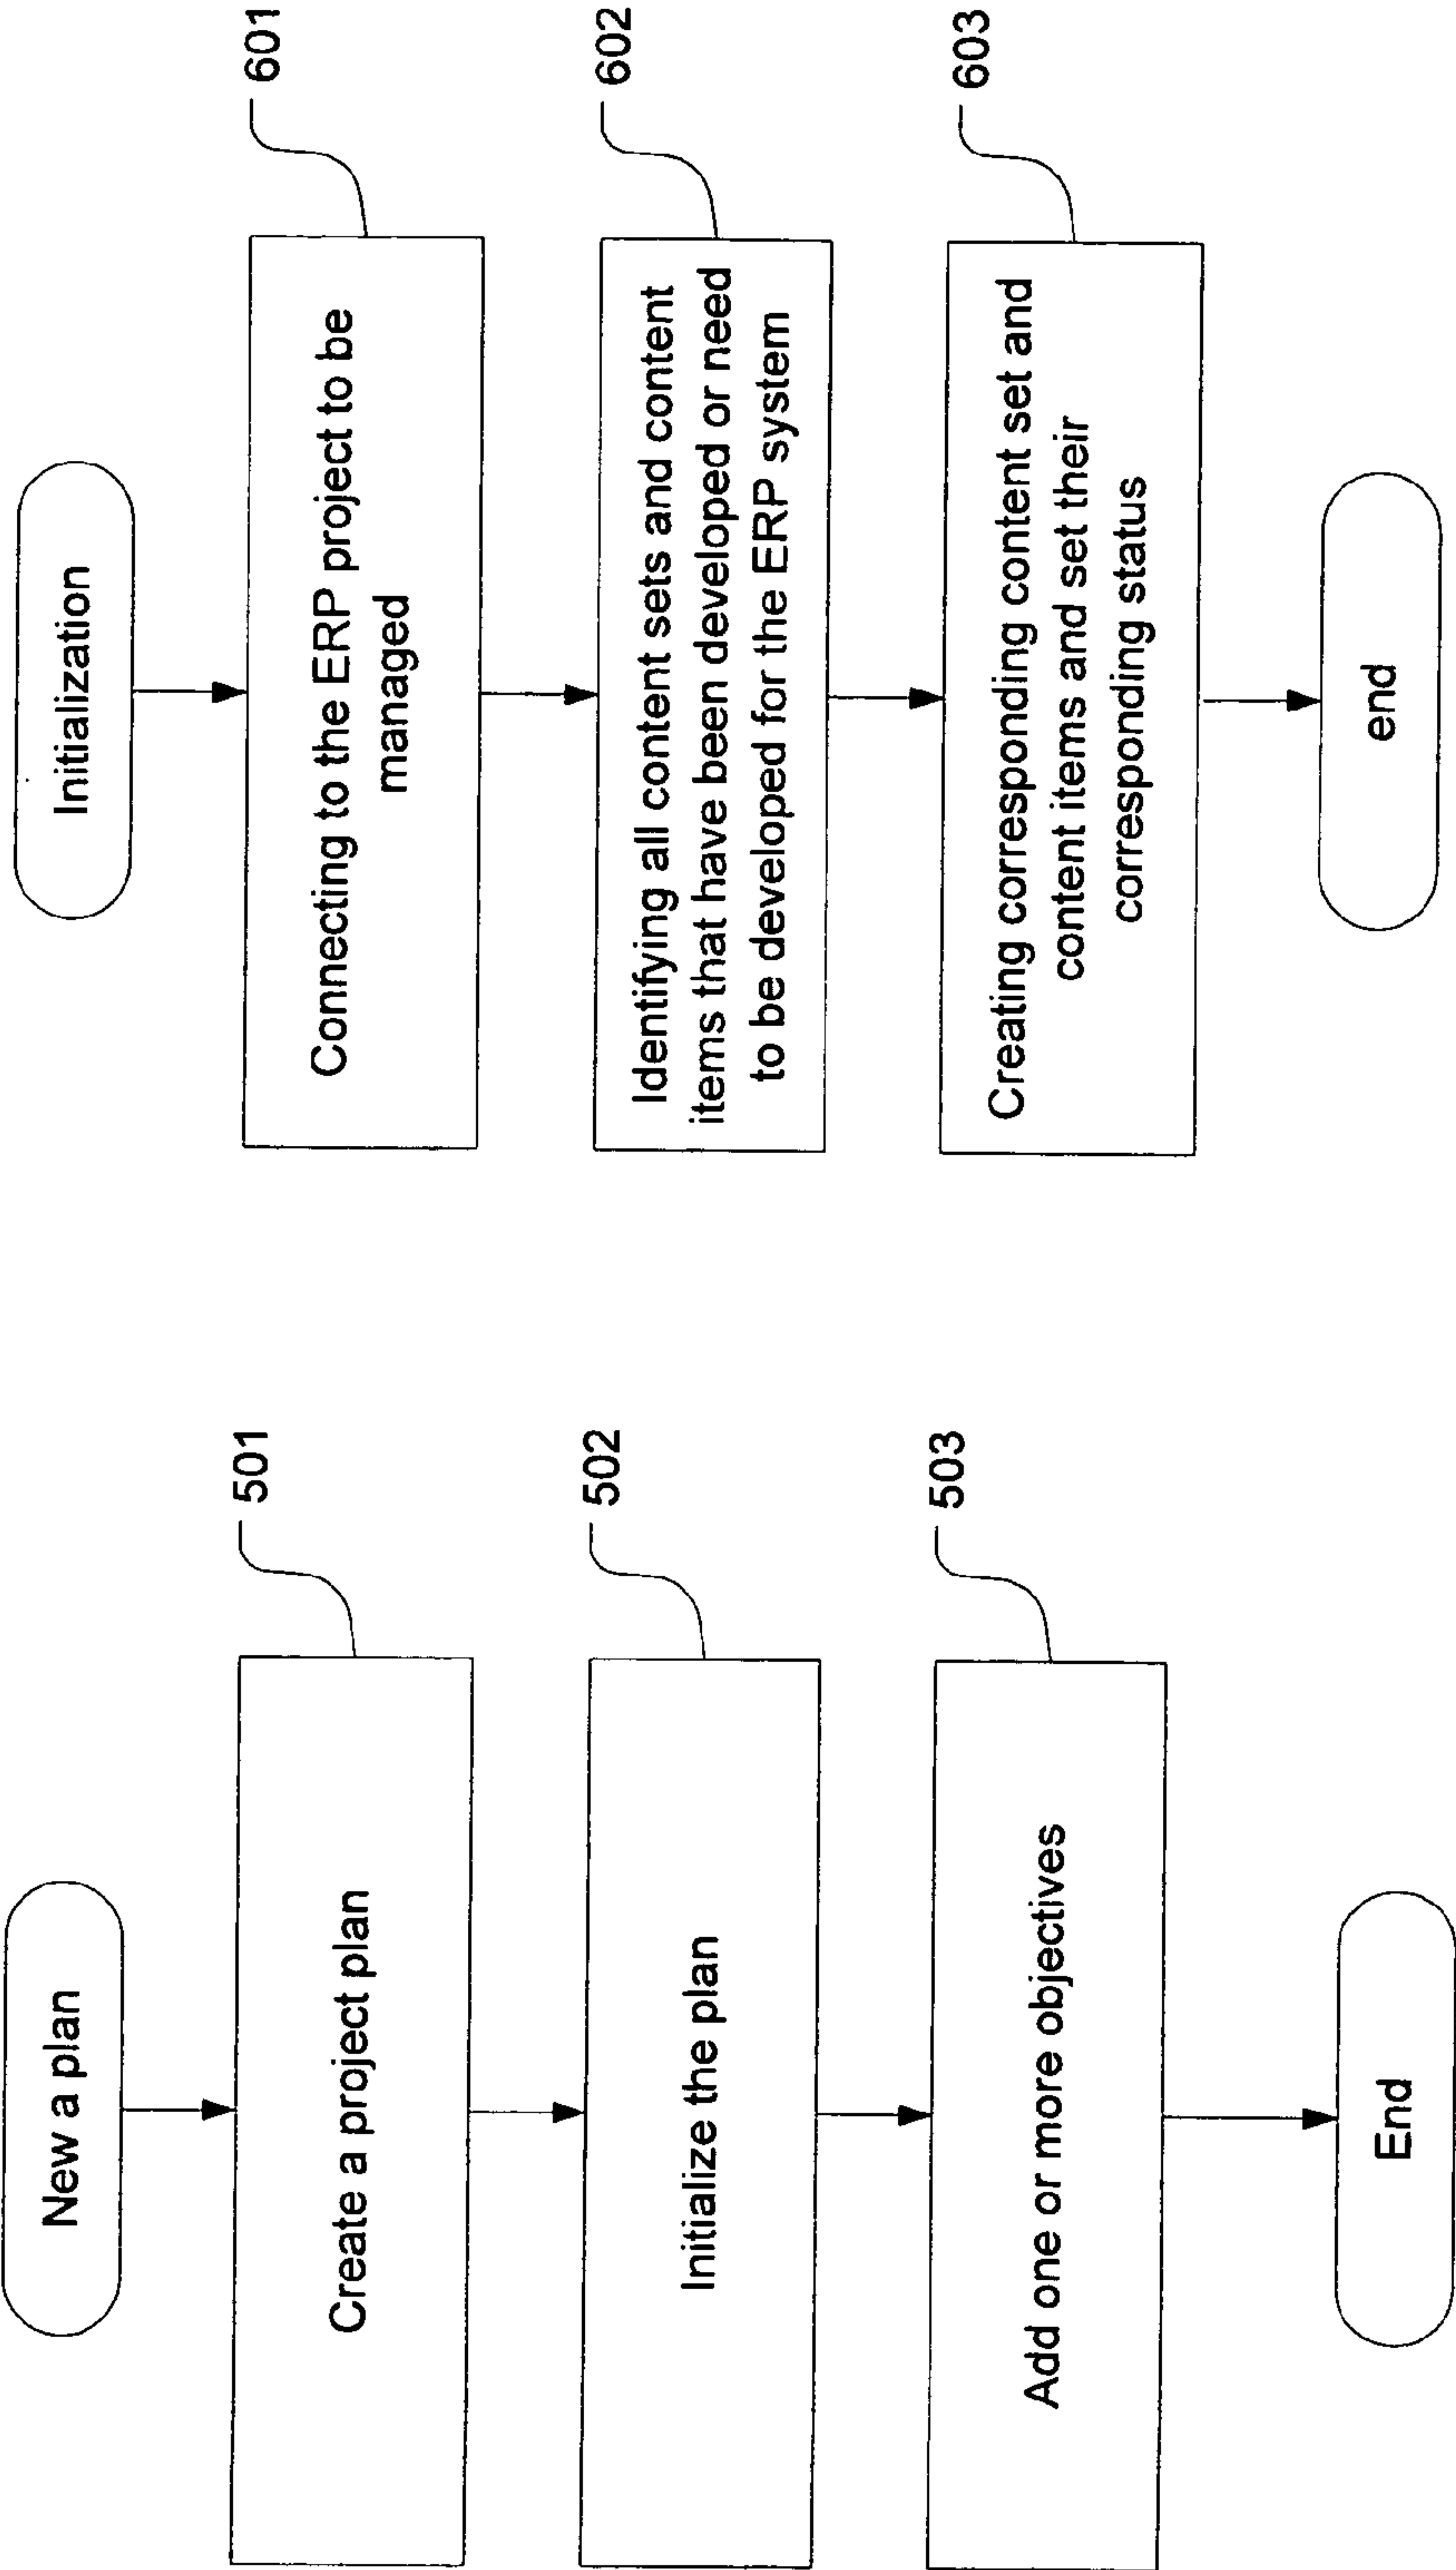 New a plan
Create a project plan
501
Initialize the plan
502
Add one or more objectives
503
End
Initialization
Connecting to the ERP project to be
managed
601
Identifying all content sets and content
items that have been developed or need
to be developed for the ERP system
602
Creating corresponding content set and
content items and set their
corresponding status
603
end